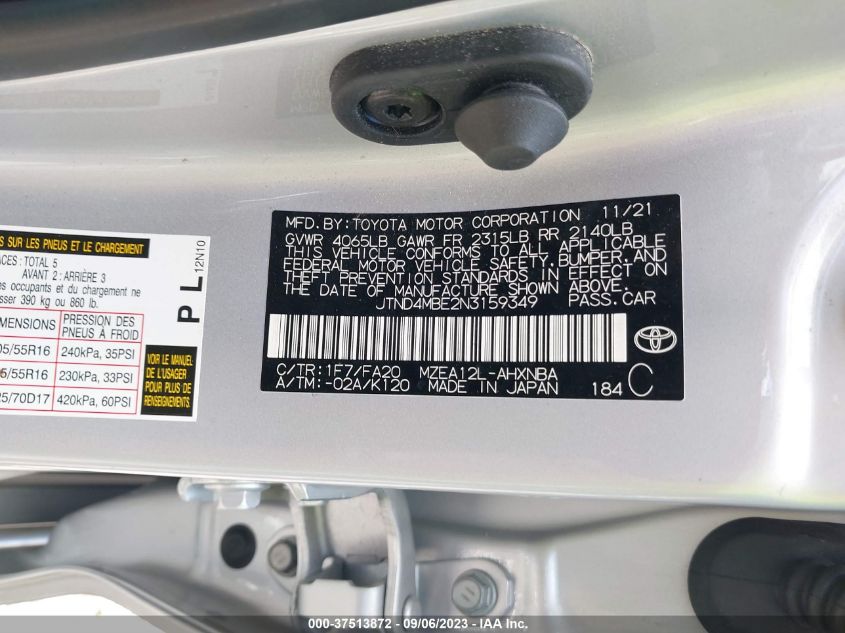 S SUR LES PNEUS ET LE CHARGEMENT
ACES : TOTAL 5
AVANT 2 : ARRIÈRE 3
es occupants et du chargement ne
sser 390 kg ou 860 lb.
MENSIONS
PRESSION DES PNEUS À FROID
05/55R16 240kPa, 35PSI
5/55R16 230kPa, 33PSI
25/70D17 420kPa, 60PSI
P L
12N10
VOIR LE MANUEL
DE L'USAGER
POUR PLUS DE
RENSEIGNEMENTS.
MFD. BY: TOYOTA MOTOR CORPORATION 11/21
GVWR 4065LB GAWR FR 2315LB RR 2140LB
THIS VEHICLE CONFORMS TO ALL APPLICABLE
FEDERAL MOTOR VEHICLE SAFETY, BUMPER, AND
THEFT PREVENTION STANDARDS IN EFFECT ON
THE DATE OF MANUFACTURE SHOWN ABOVE.
JTND4MBE2N3159349 PASS. CAR
C/TR: 1F7/FA20 MZEA12L-AHXNBA
A/TM: -02A/K120 MADE IN JAPAN 184 C
000-37513872 - 09/06/2023 - IAA Inc.